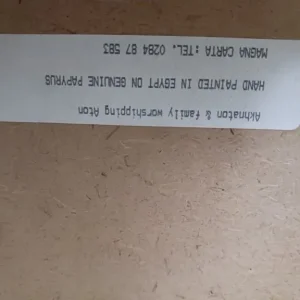 Akhnaton & family worshipping Aton
HAND PAINTED IN EGYPT ON GENUINE PAPYRUS
MAGNA CARTA :TEL. 0284 87 583